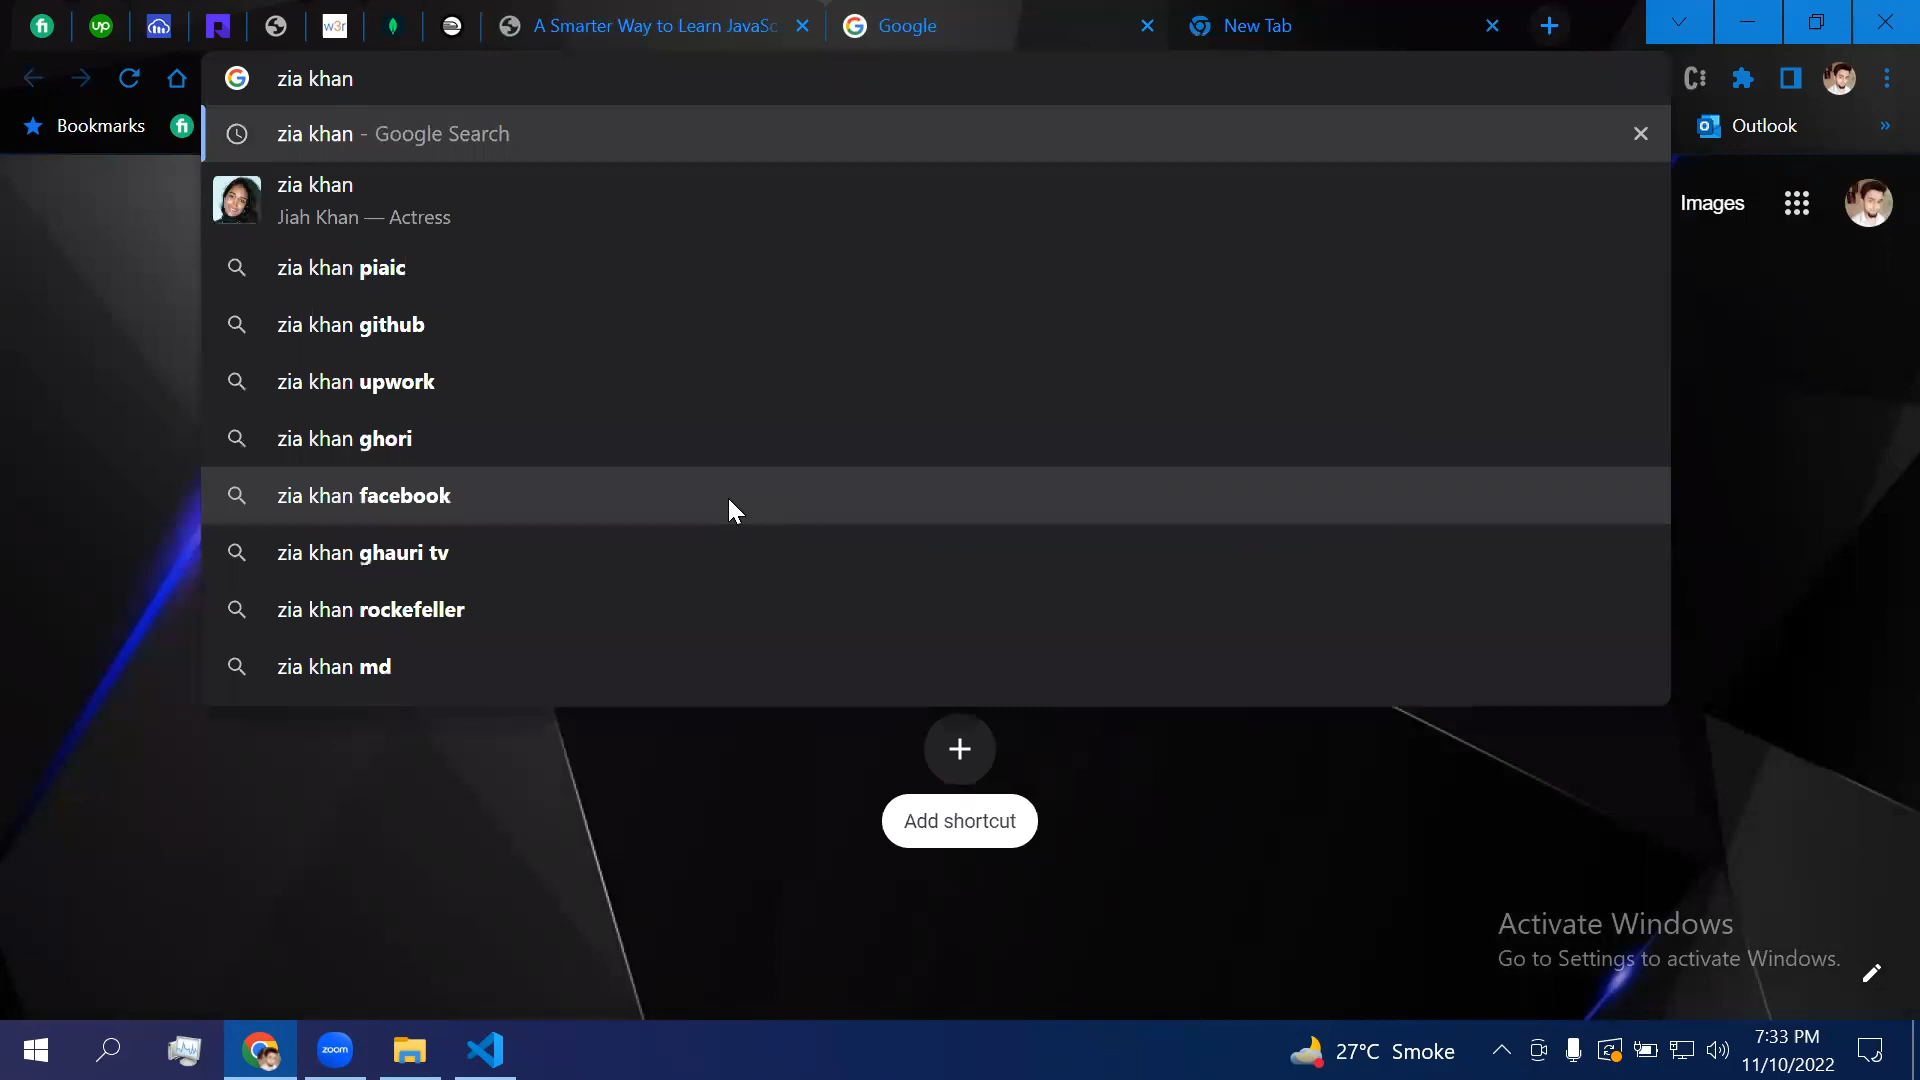 up
w3r
A Smarter Way to Learn JavaSc
Google
New Tab
zia khan
Bookmarks
zia khan - Google Search
Outlook
zia khan
Jiah Khan — Actress
Images
zia khan piaic
zia khan github
zia khan upwork
zia khan ghori
zia khan facebook
zia khan ghauri tv
zia khan rockefeller
zia khan md
Add shortcut
Activate Windows
Go to Settings to activate Windows.
zoom
27°C Smoke
7:33 PM
11/10/2022